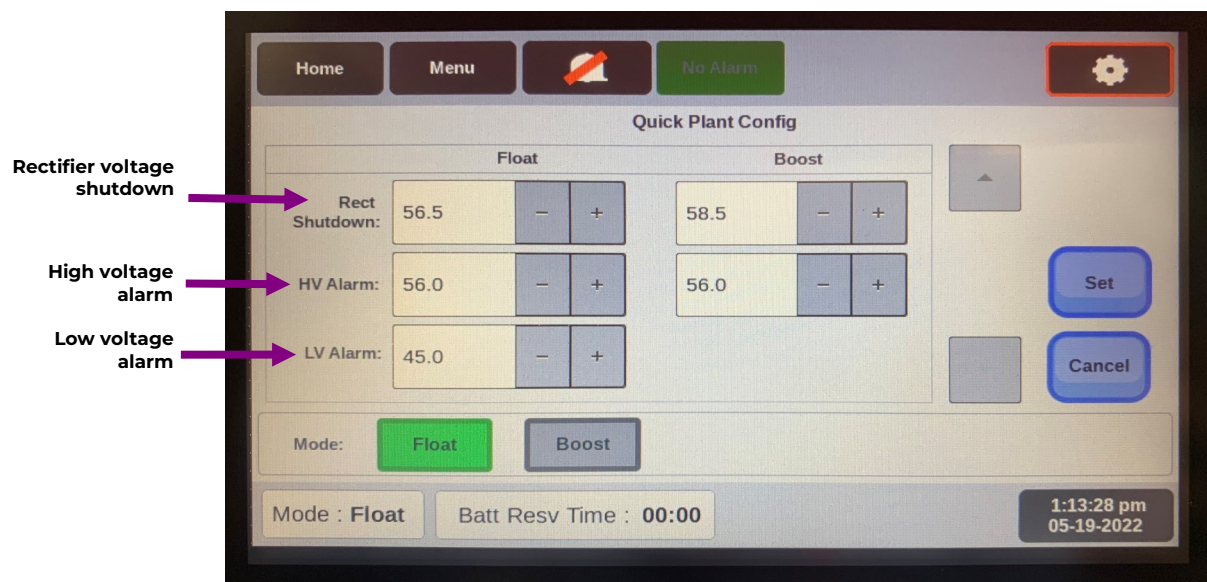 Home Menu No Alarm
Quick Plant Config
Float Boost
Rectifier voltage
shutdown
Rect
Shutdown:
56.5 − + 58.5 − +
High voltage
alarm
HV Alarm: 56.0 − + 56.0 − +
Low voltage
alarm
LV Alarm: 45.0 − +
Set
Cancel
Mode: Float Boost
Mode : Float Batt Resv Time : 00:00
1:13:28 pm
05-19-2022